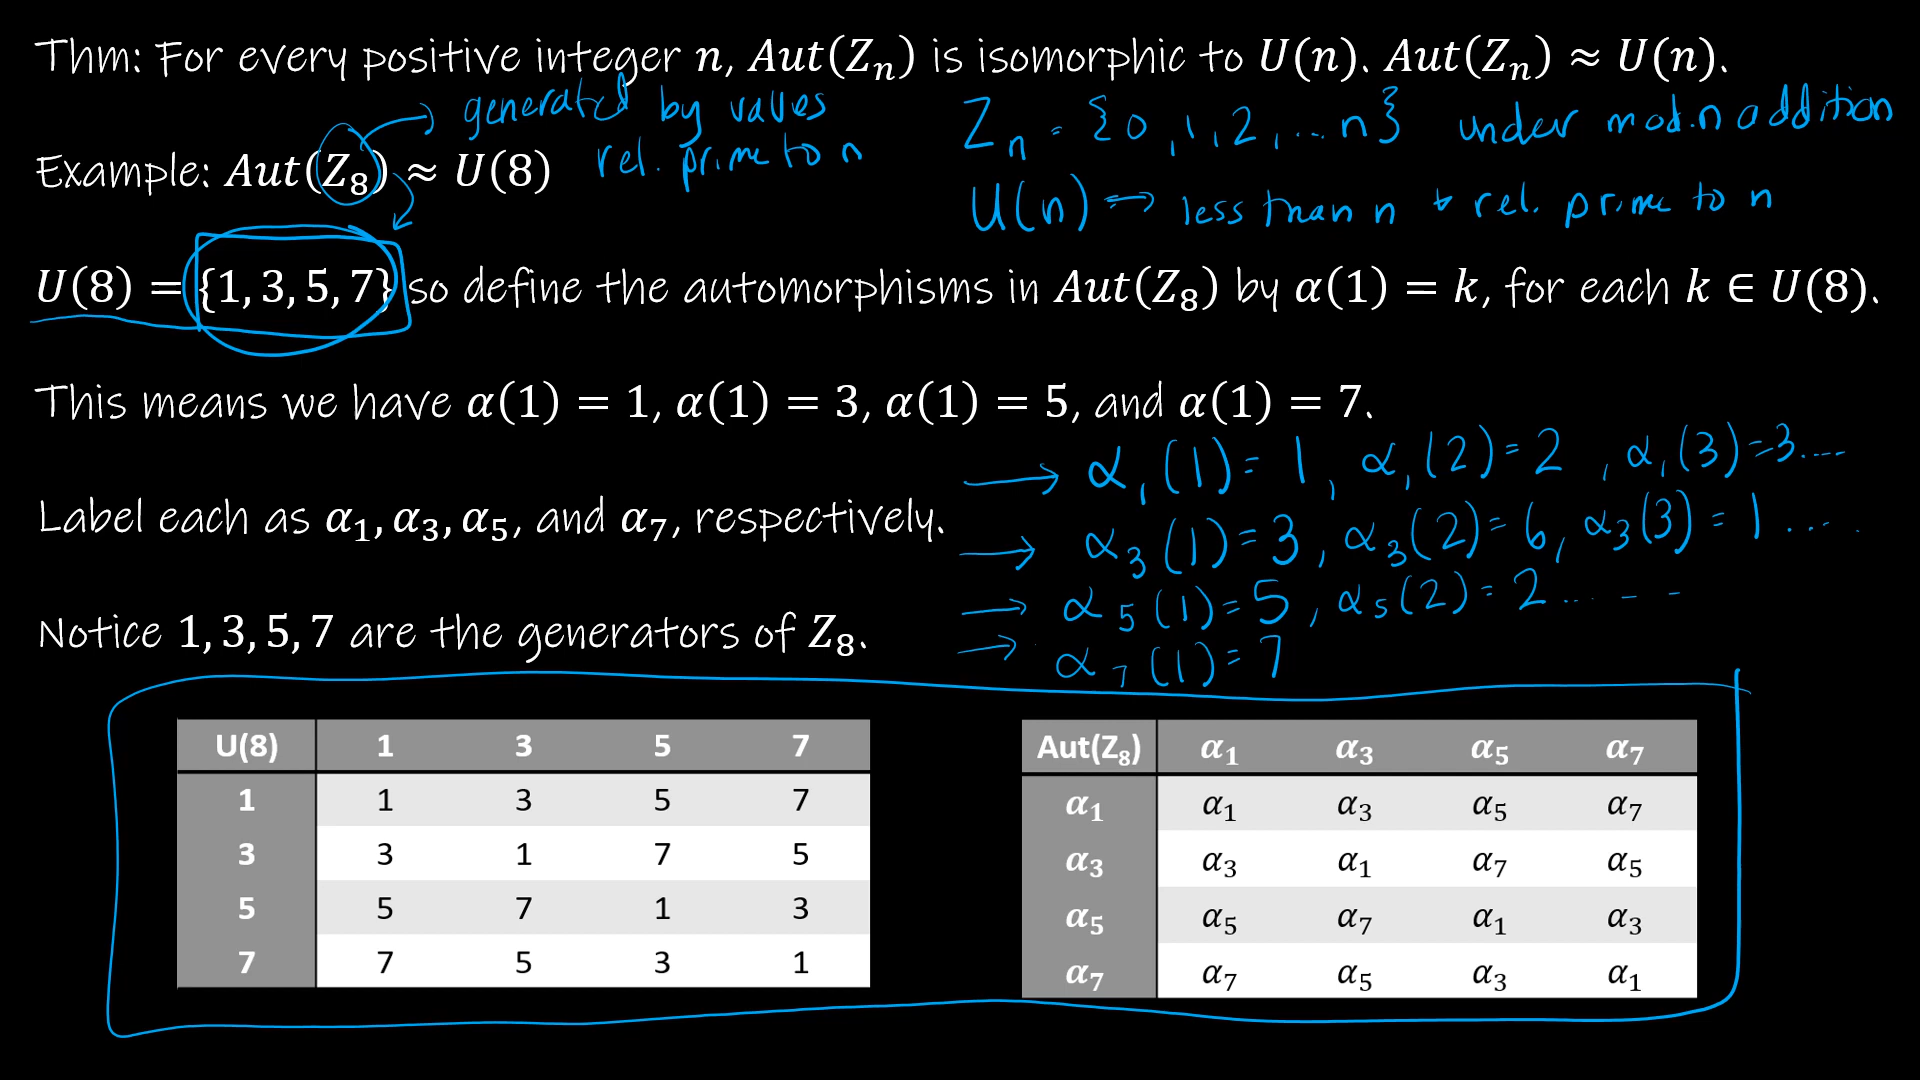 Thm: For every positive integer n, Aut(Zₙ) is isomorphic to U(n). Aut(Zₙ) ≈ U(n).
→ generated by values
rel. prime to n
Zₙ = {0, 1, 2, ... n} under mod.n addition
Example: Aut(Z₈) ≈ U(8)
U(n) → less than n & rel. prime to n
U(8) = {1, 3, 5, 7} so define the automorphisms in Aut(Z₈) by α(1) = k, for each k ∈ U(8).
This means we have α(1) = 1, α(1) = 3, α(1) = 5, and α(1) = 7.
→ α₁(1) = 1, α₁(2) = 2, α₁(3) = 3....
Label each as α₁, α₃, α₅, and α₇, respectively.
→ α₃(1) = 3, α₃(2) = 6, α₃(3) = 1 ....
→ α₅(1) = 5, α₅(2) = 2.....
Notice 1, 3, 5, 7 are the generators of Z₈.
→ α₇(1) = 7
U(8) 1 3 5 7
1 1 3 5 7
3 3 1 7 5
5 5 7 1 3
7 7 5 3 1
Aut(Z₈) α₁ α₃ α₅ α₇
α₁ α₁ α₃ α₅ α₇
α₃ α₃ α₁ α₇ α₅
α₅ α₅ α₇ α₁ α₃
α₇ α₇ α₅ α₃ α₁